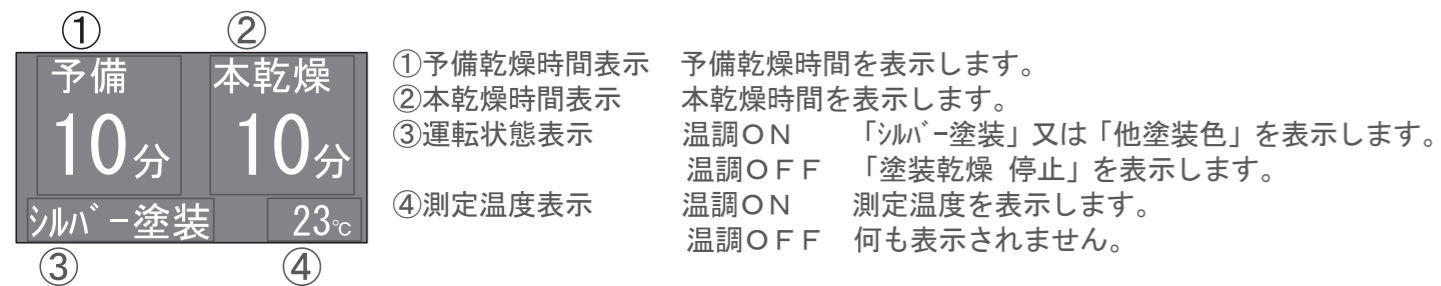 ① ②
予備 本乾燥
10分 10分
ｼﾙﾊﾞｰ塗装 23℃
③ ④
①予備乾燥時間表示 予備乾燥時間を表示します。
②本乾燥時間表示 本乾燥時間を表示します。
③運転状態表示 温調ＯＮ 「ｼﾙﾊﾞｰ塗装」又は「他塗装色」を表示します。
温調ＯＦＦ 「塗装乾燥 停止」を表示します。
④測定温度表示 温調ＯＮ 測定温度を表示します。
温調ＯＦＦ 何も表示されません。